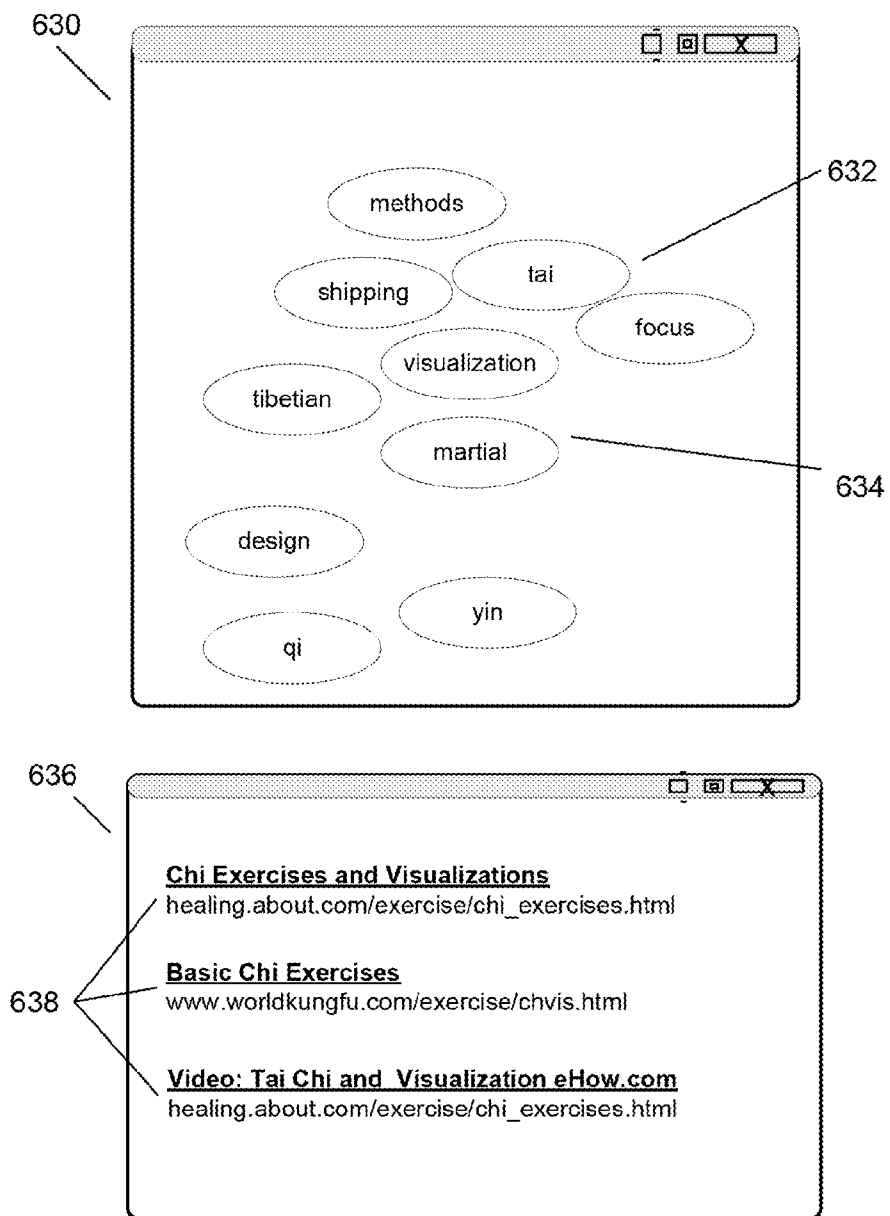 630
632
methods
tai
shipping
focus
visualization
tibetian
martial
634
design
yin
qi
636
Chi Exercises and Visualizations
healing.about.com/exercise/chi_exercises.html
Basic Chi Exercises
638
www.worldkungfu.com/exercise/chvis.html
Video: Tai Chi and Visualization eHow.com
healing.about.com/exercise/chi_exercises.html